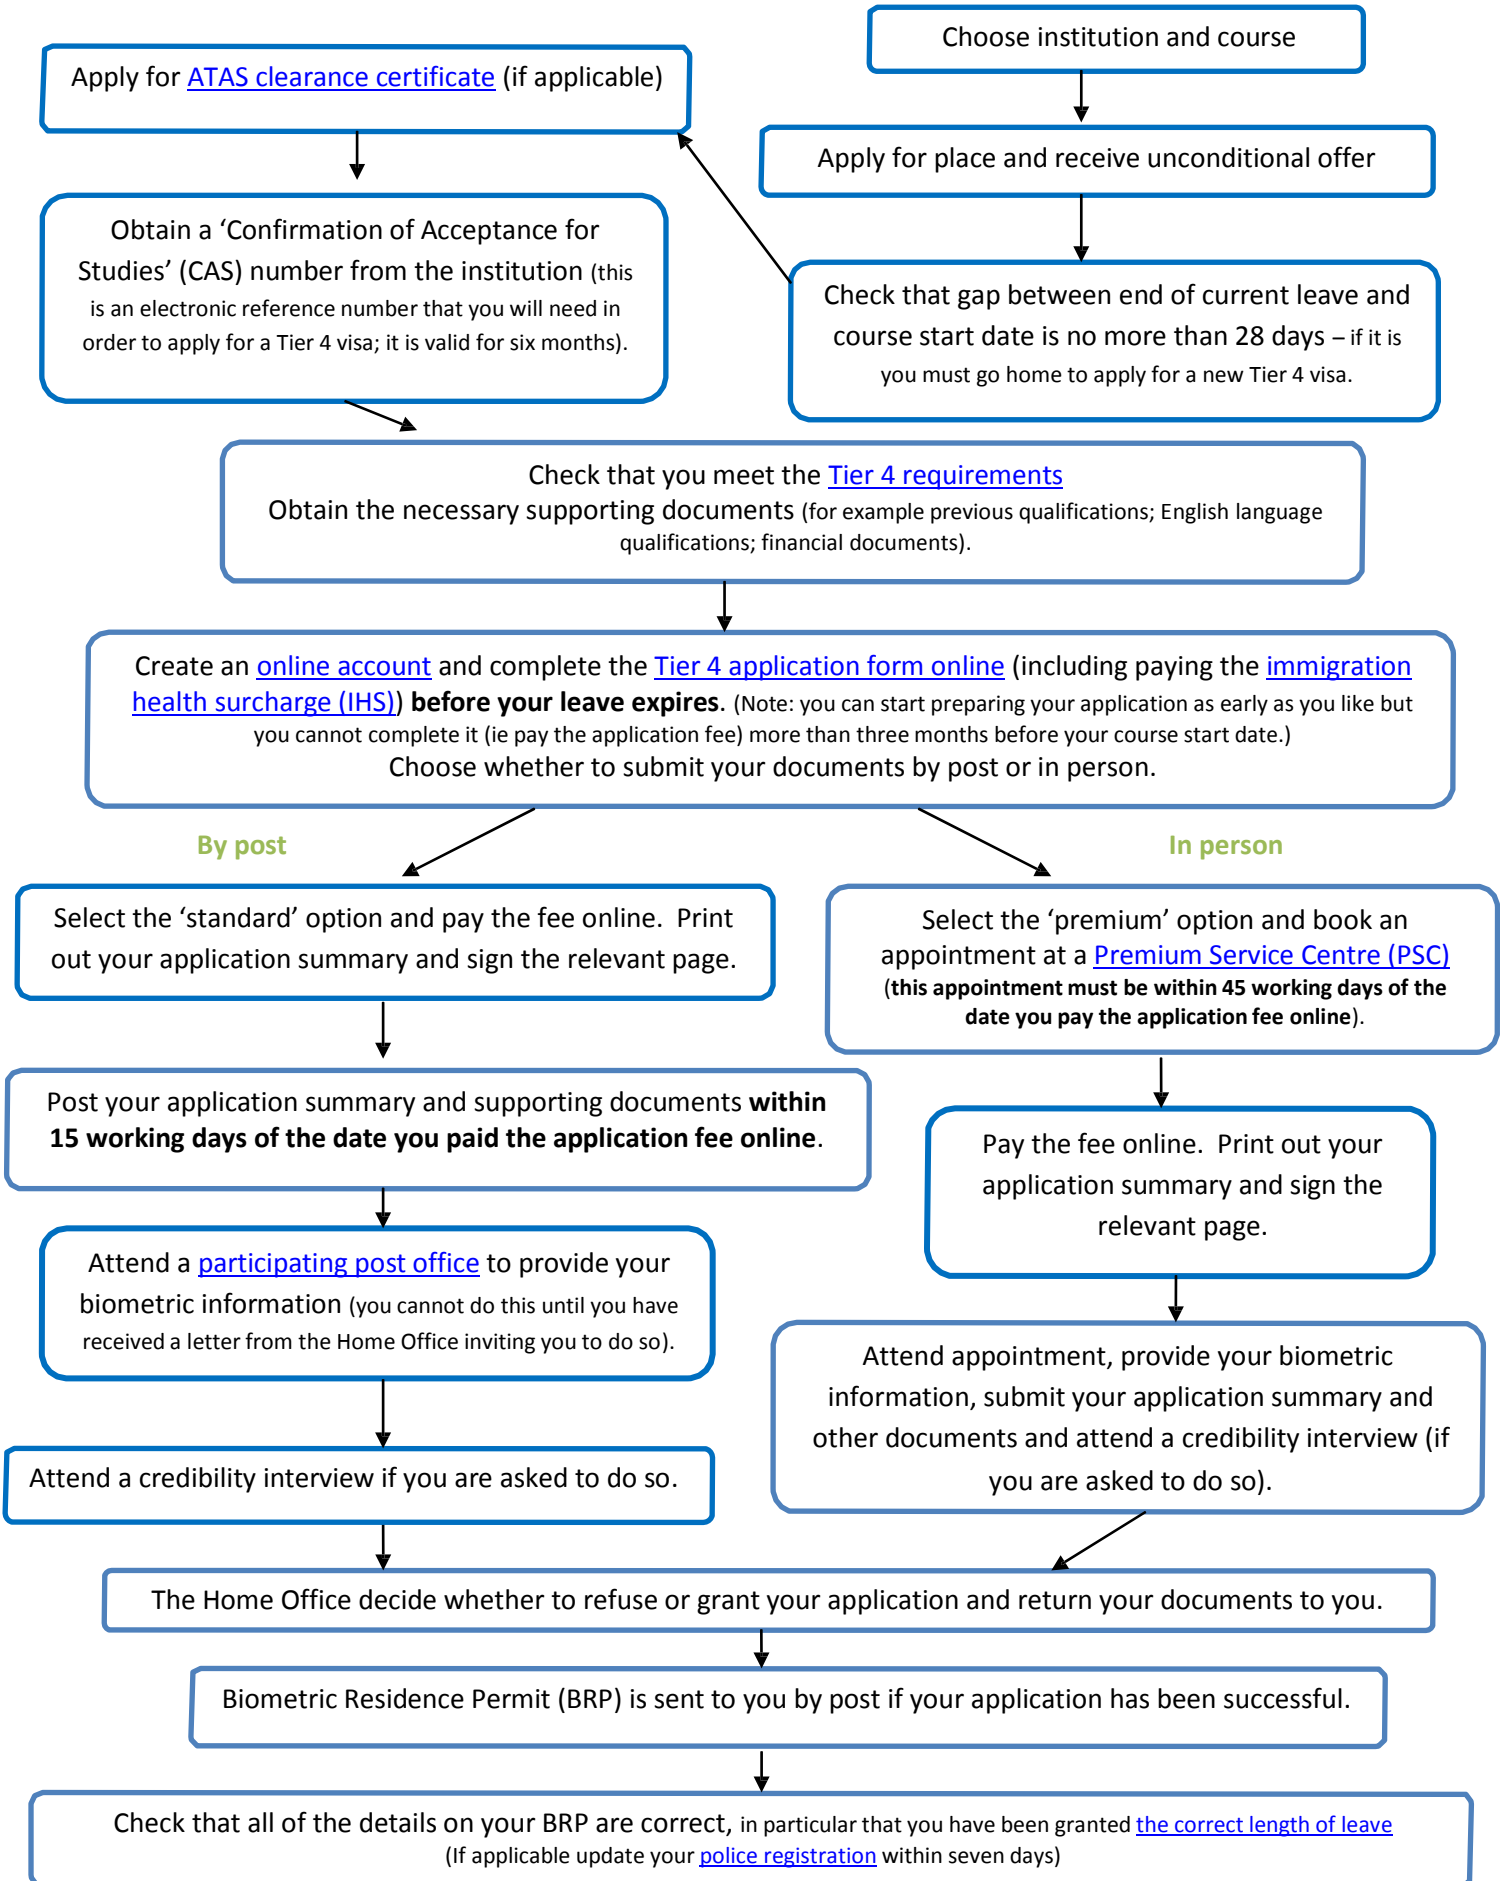 Choose institution and course
Apply for place and receive unconditional offer
Check that gap between end of current leave and
course start date is no more than 28 days – if it is
you must go home to apply for a new Tier 4 visa.
Apply for ATAS clearance certificate (if applicable)
Obtain a ‘Confirmation of Acceptance for
Studies’ (CAS) number from the institution (this
is an electronic reference number that you will need in
order to apply for a Tier 4 visa; it is valid for six months).
Check that you meet the Tier 4 requirements
Obtain the necessary supporting documents (for example previous qualifications; English language
qualifications; financial documents).
Create an online account and complete the Tier 4 application form online (including paying the immigration
health surcharge (IHS)) before your leave expires. (Note: you can start preparing your application as early as you like but
you cannot complete it (ie pay the application fee) more than three months before your course start date.)
Choose whether to submit your documents by post or in person.
By post
Select the ‘standard’ option and pay the fee online. Print
out your application summary and sign the relevant page.
Post your application summary and supporting documents within
15 working days of the date you paid the application fee online.
Attend a participating post office to provide your
biometric information (you cannot do this until you have
received a letter from the Home Office inviting you to do so).
Attend a credibility interview if you are asked to do so.
In person
Select the ‘premium’ option and book an
appointment at a Premium Service Centre (PSC)
(this appointment must be within 45 working days of the
date you pay the application fee online).
Pay the fee online. Print out your
application summary and sign the
relevant page.
Attend appointment, provide your biometric
information, submit your application summary and
other documents and attend a credibility interview (if
you are asked to do so).
The Home Office decide whether to refuse or grant your application and return your documents to you.
Biometric Residence Permit (BRP) is sent to you by post if your application has been successful.
Check that all of the details on your BRP are correct, in particular that you have been granted the correct length of leave
(If applicable update your police registration within seven days)